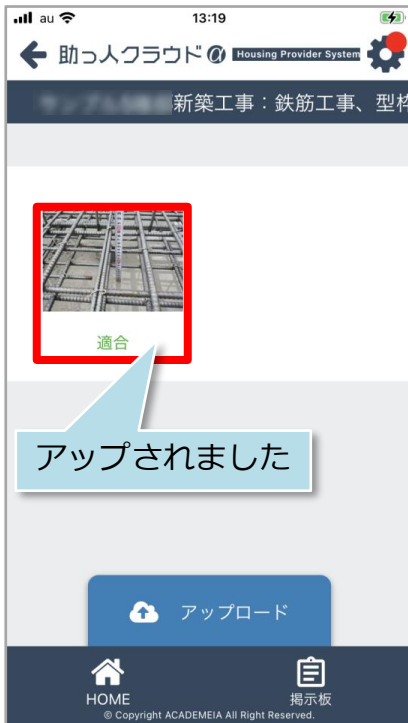 au 13:19
助っ人クラウドα Housing Provider System
新築工事：鉄筋工事、型枠
適合
アップされました
アップロード
HOME 掲示板
© Copyright ACADEMEIA All Right Reserved.